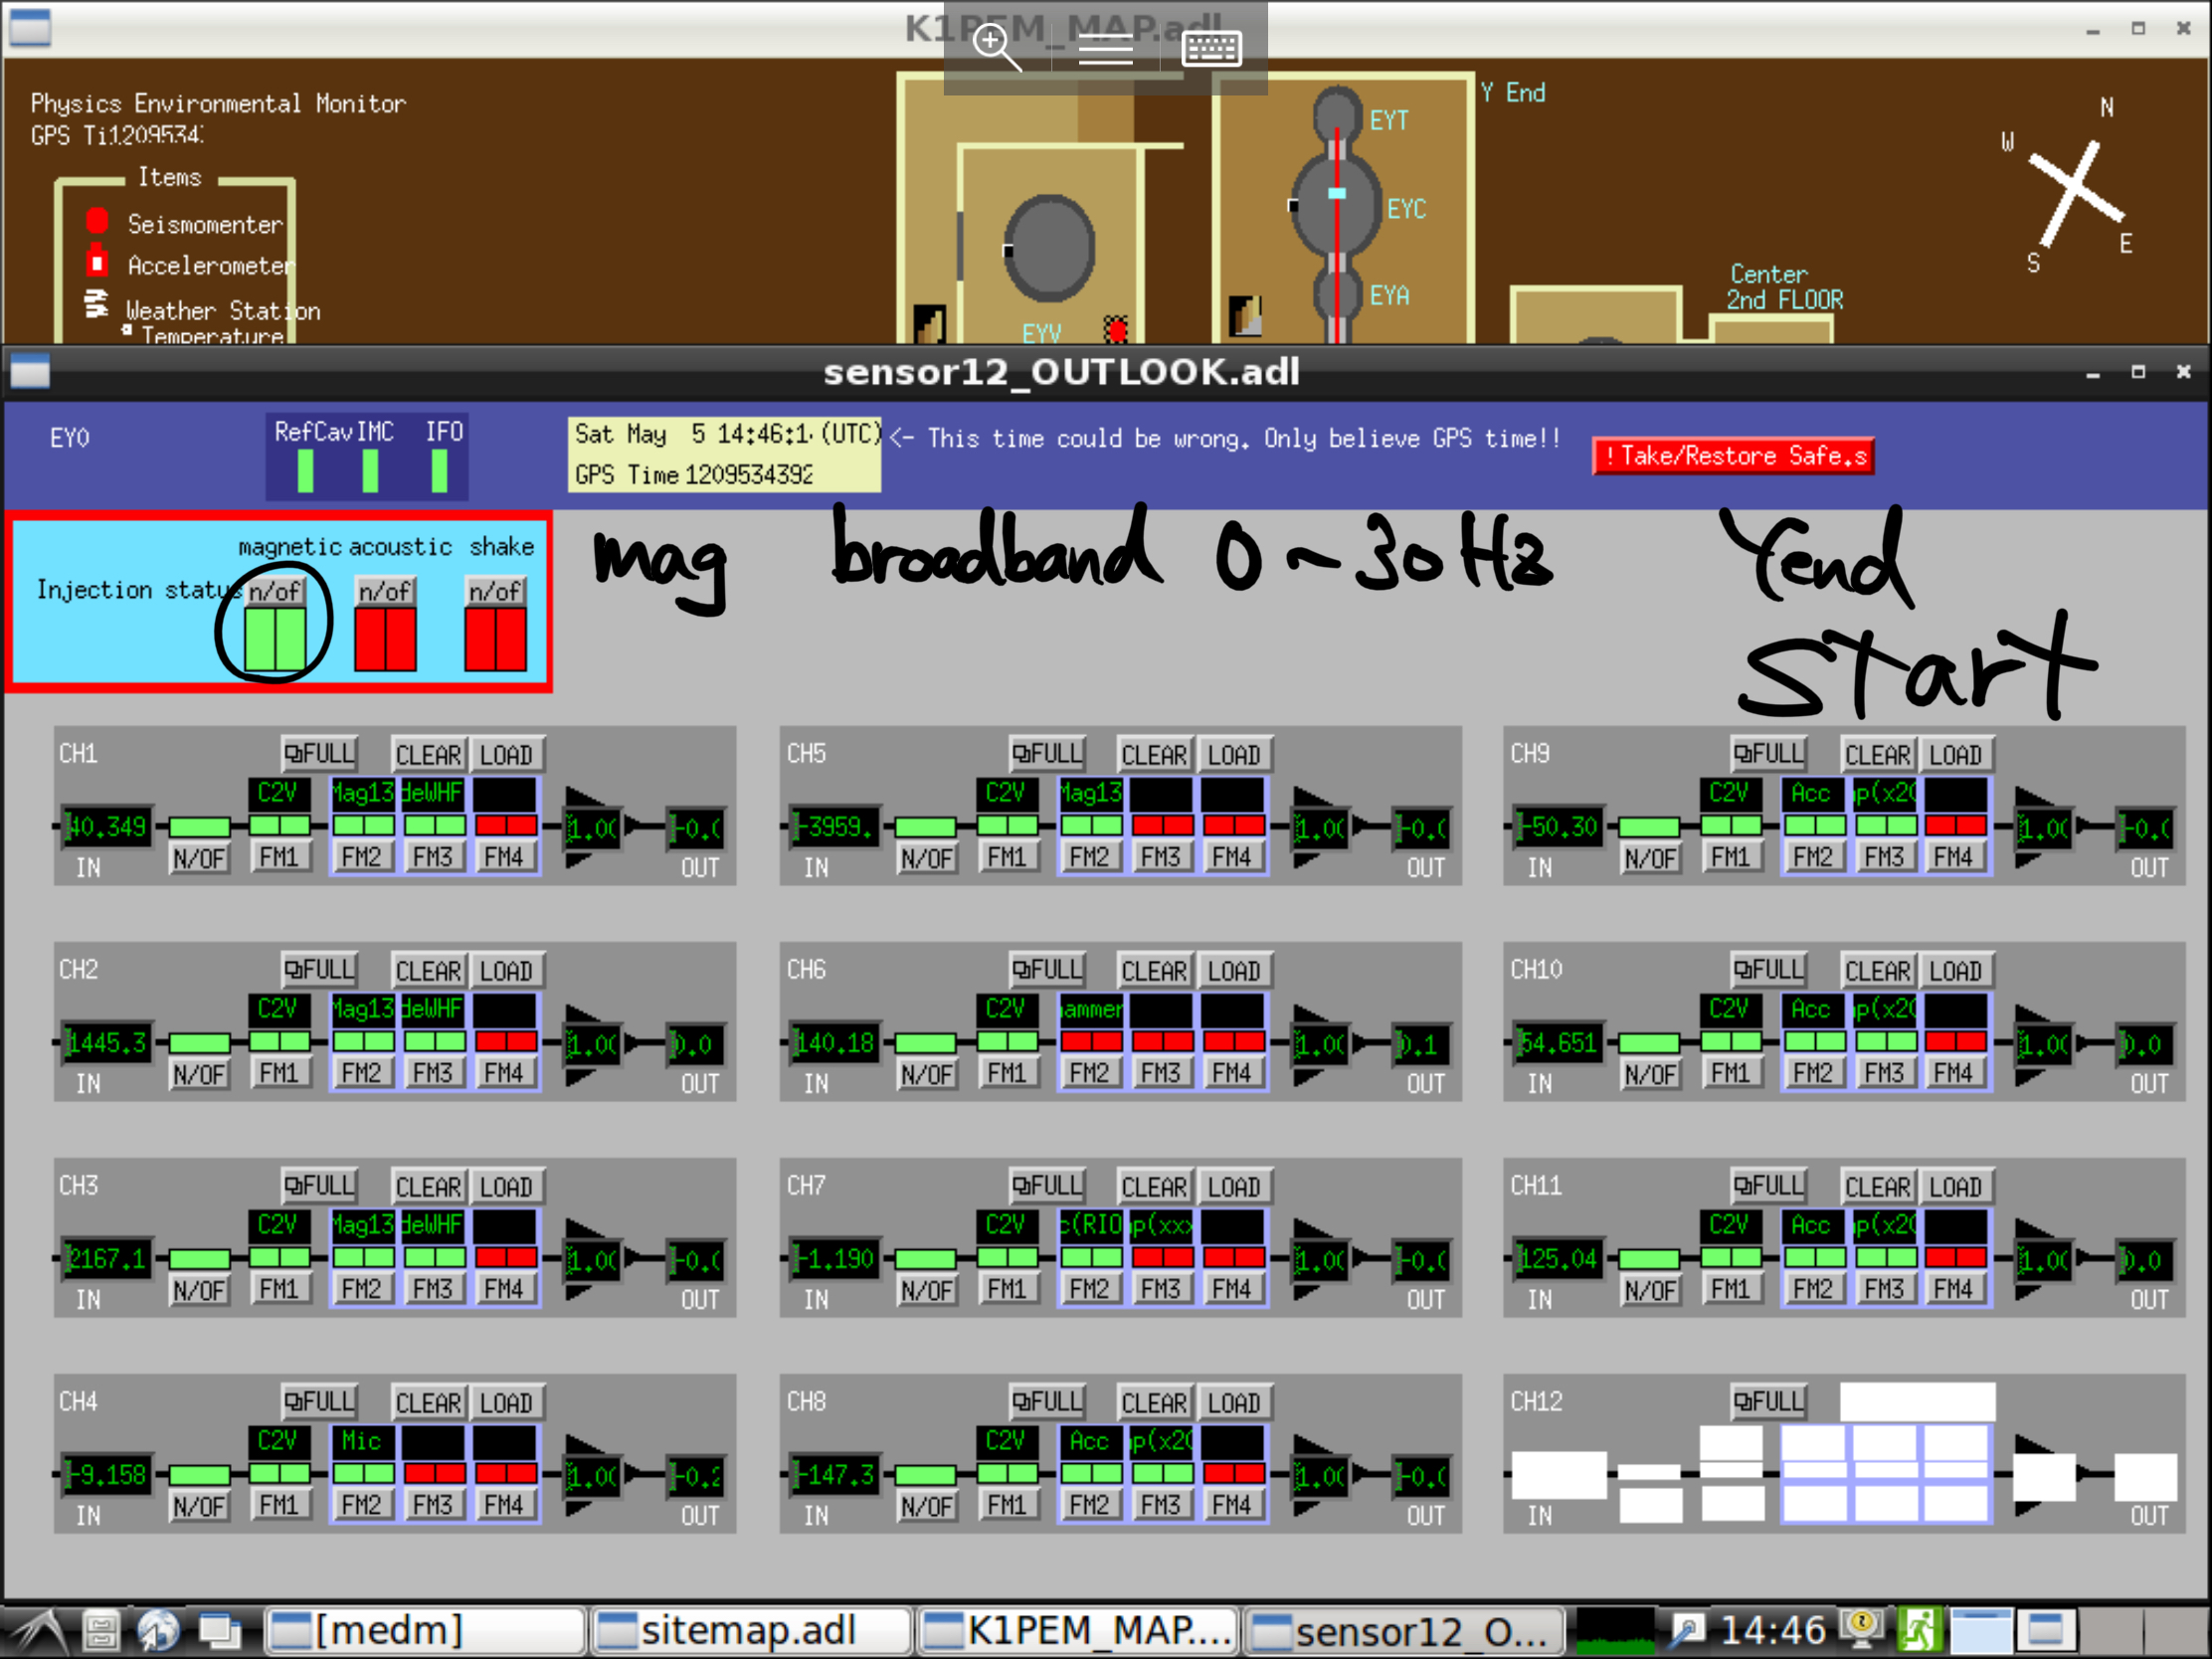 K1PEM_MAP.adl
Physics Environmental Monitor
GPS Ti
Items
Seismomenter
Accelerometer
Weather Station
Temperature
EYV
EYT
EYC
EYA
Y End
Center
2nd FLOOR
N
W
E
S
sensor12_OUTLOOK.adl
EY0
RefCav IMC IFO
Sat May 5 14:46:1 (UTC) <- This time could be wrong. Only believe GPS time!!
GPS Time 1209534392
!Take/Restore Safe.s
magnetic acoustic shake
Injection status n/of n/of n/of
mag broadband 0~30Hz Yend
Start
CH1 FULL CLEAR LOAD
C2V Mag13 deWHF
40.349 1.0 -0.
IN N/OF FM1 FM2 FM3 FM4 OUT
CH5 FULL CLEAR LOAD
C2V Mag13
-3959. 1.0 -0.
IN N/OF FM1 FM2 FM3 FM4 OUT
CH9 FULL CLEAR LOAD
C2V Acc p(x2
-50.30 1.0 -0.
IN N/OF FM1 FM2 FM3 FM4 OUT
CH2 FULL CLEAR LOAD
C2V Mag13 deWHF
1445.3 1.0 0.0
IN N/OF FM1 FM2 FM3 FM4 OUT
CH6 FULL CLEAR LOAD
C2V ammer
140.18 1.0 0.1
IN N/OF FM1 FM2 FM3 FM4 OUT
CH10 FULL CLEAR LOAD
C2V Acc p(x2
54.651 1.0 0.0
IN N/OF FM1 FM2 FM3 FM4 OUT
CH3 FULL CLEAR LOAD
C2V Mag13 deWHF
2167.1 1.0 -0.
IN N/OF FM1 FM2 FM3 FM4 OUT
CH7 FULL CLEAR LOAD
C2V c(RIO p(xxx
-1.190 1.0 -0.
IN N/OF FM1 FM2 FM3 FM4 OUT
CH11 FULL CLEAR LOAD
C2V Acc p(x2
125.04 1.0 0.0
IN N/OF FM1 FM2 FM3 FM4 OUT
CH4 FULL CLEAR LOAD
C2V Mic
-9.158 1.0 -0.2
IN N/OF FM1 FM2 FM3 FM4 OUT
CH8 FULL CLEAR LOAD
C2V Acc p(x2
-147.3 1.0 -0.
IN N/OF FM1 FM2 FM3 FM4 OUT
CH12 FULL
IN OUT
[medm] sitemap.adl K1PEM_MAP.... sensor12_O... 14:46